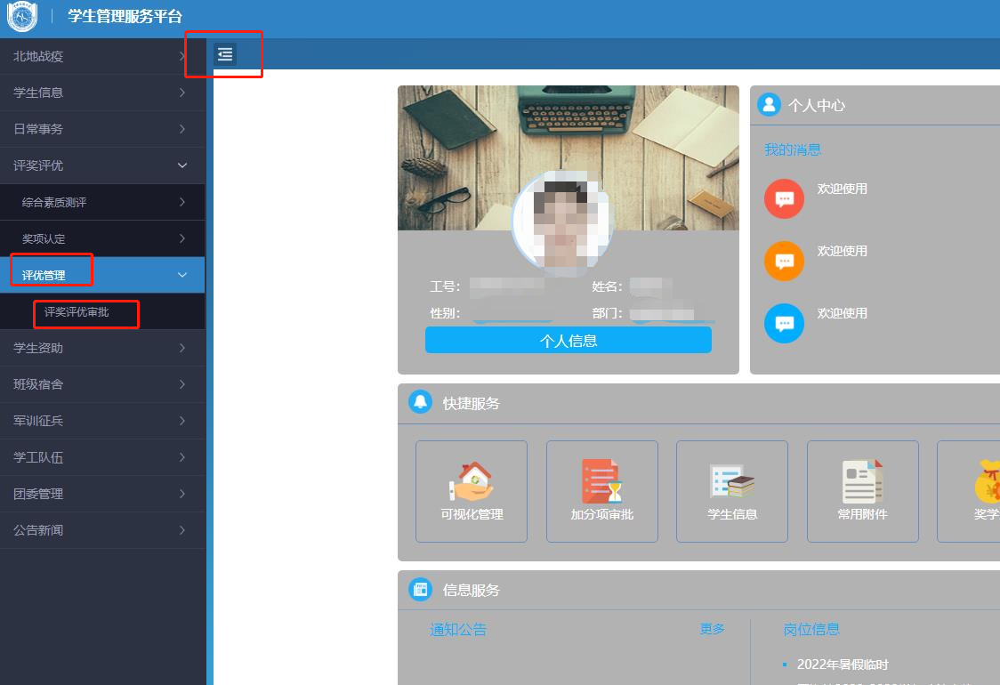 学生管理服务平台
北地战疫
学生信息
日常事务
评奖评优
综合素质测评
奖项认定
评优管理
评奖评优审批
学生资助
班级宿舍
军训征兵
学工队伍
团委管理
公告新闻
工号：
姓名：
性别：
部门：
个人信息
个人中心
我的消息
欢迎使用
欢迎使用
欢迎使用
快捷服务
可视化管理
加分项审批
学生信息
常用附件
奖学
信息服务
通知公告
更多
岗位信息
2022年暑假临时